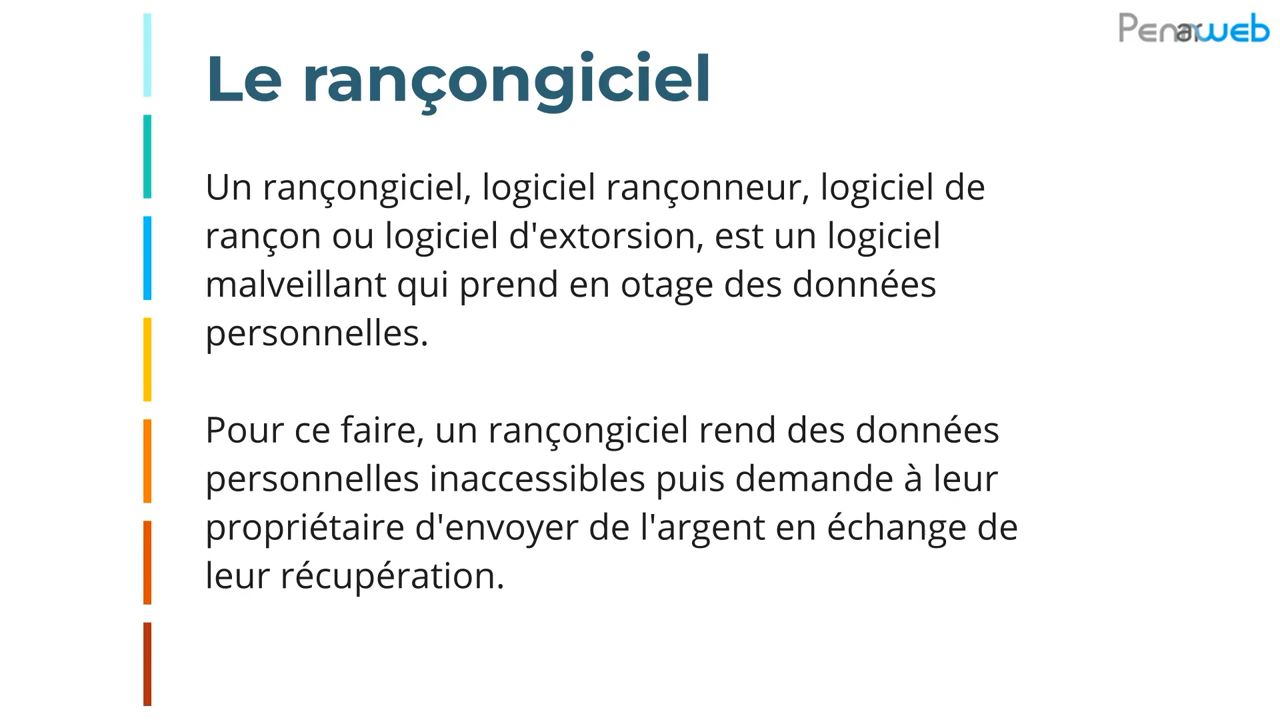 Penarweb
Le rançongiciel
Un rançongiciel, logiciel rançonneur, logiciel de
rançon ou logiciel d'extorsion, est un logiciel
malveillant qui prend en otage des données
personnelles.
Pour ce faire, un rançongiciel rend des données
personnelles inaccessibles puis demande à leur
propriétaire d'envoyer de l'argent en échange de
leur récupération.